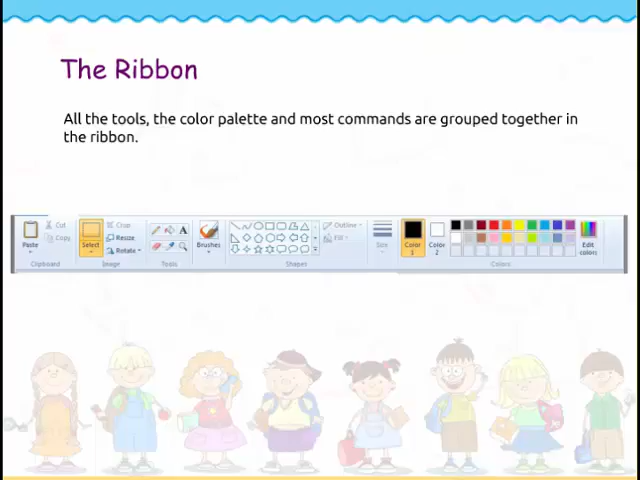 The Ribbon
All the tools, the color palette and most commands are grouped together in
the ribbon.
Paste
Cut
Copy
Clipboard
Select
Crop
Resize
Rotate
Image
A
Tools
Brushes
Outline
Fill
Shapes
Size
Color
1
Color
2
Edit
colors
Colors